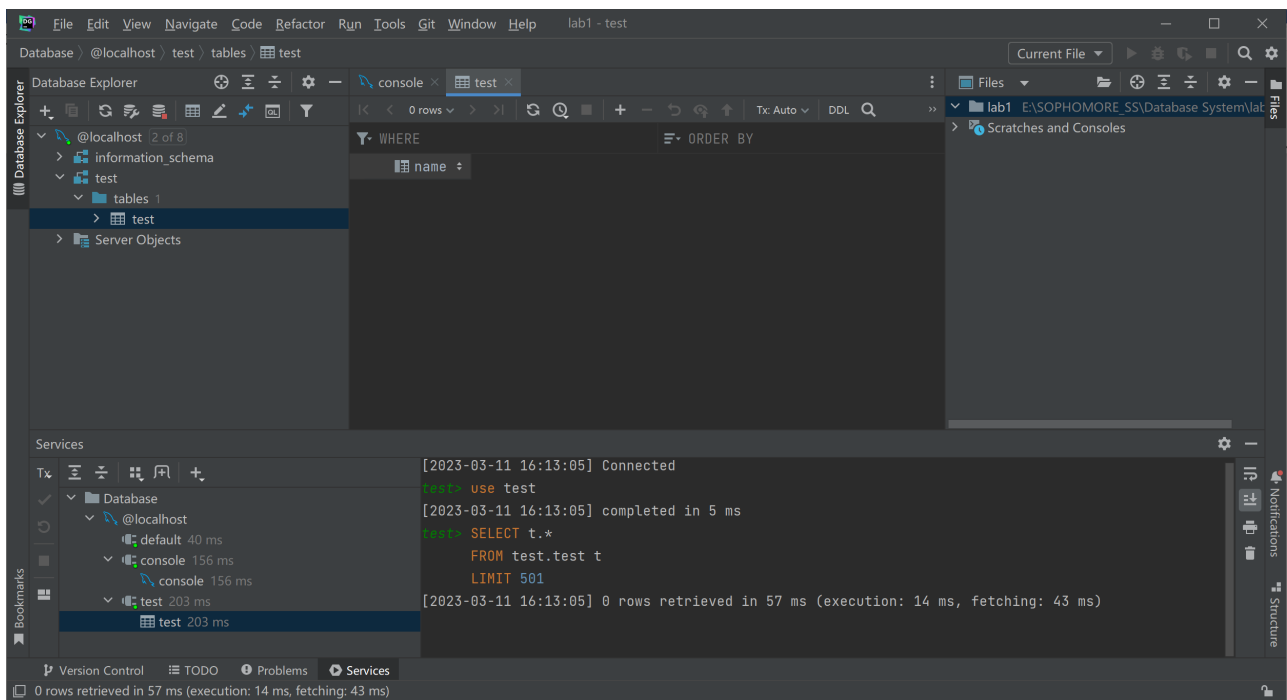 DG File Edit View Navigate Code Refactor Run Tools Git Window Help lab1 - test
Database @localhost test tables test
Current File
Database Explorer
console test
Files
0 rows
Tx: Auto DDL
lab1 E:\SOPHOMORE_SS\Database System\lab
Database Explorer
Files
@localhost 2 of 8
WHERE
ORDER BY
Scratches and Consoles
information_schema
name
test
tables 1
test
Server Objects
Services
Tx
[2023-03-11 16:13:05] Connected
Database
test> use test
@localhost
[2023-03-11 16:13:05] completed in 5 ms
default 40 ms
test> SELECT t.*
console 156 ms
FROM test.test t
console 156 ms
LIMIT 501
test 203 ms
[2023-03-11 16:13:05] 0 rows retrieved in 57 ms (execution: 14 ms, fetching: 43 ms)
test 203 ms
Bookmarks
Notifications
Structure
Version Control TODO Problems Services
0 rows retrieved in 57 ms (execution: 14 ms, fetching: 43 ms)